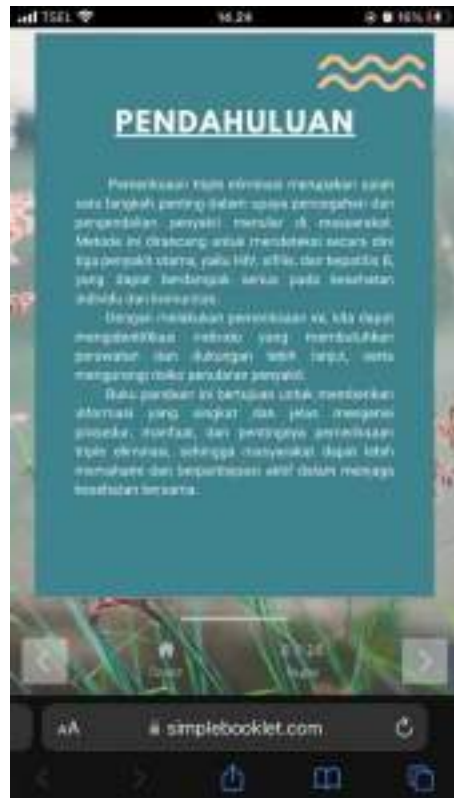 TSEL 14.24 16%
PENDAHULUAN
Pemeriksaan triple eliminasi merupakan salah
satu langkah penting dalam upaya pencegahan dan
pengendalian penyakit menular di masyarakat.
Metode ini dirancang untuk mendeteksi secara dini
tiga penyakit utama, yaitu HIV, sifilis, dan hepatitis B,
yang dapat berdampak serius pada kesehatan
individu dan komunitas.
Dengan melakukan pemeriksaan ini, kita dapat
mengidentifikasi individu yang membutuhkan
perawatan dan dukungan lebih lanjut, serta
mengurangi risiko penularan penyakit.
Buku panduan ini bertujuan untuk memberikan
informasi yang singkat dan jelas mengenai
prosedur, manfaat, dan pentingnya pemeriksaan
triple eliminasi, sehingga masyarakat dapat lebih
memahami dan berpartisipasi aktif dalam menjaga
kesehatan bersama.
AA simplebooklet.com